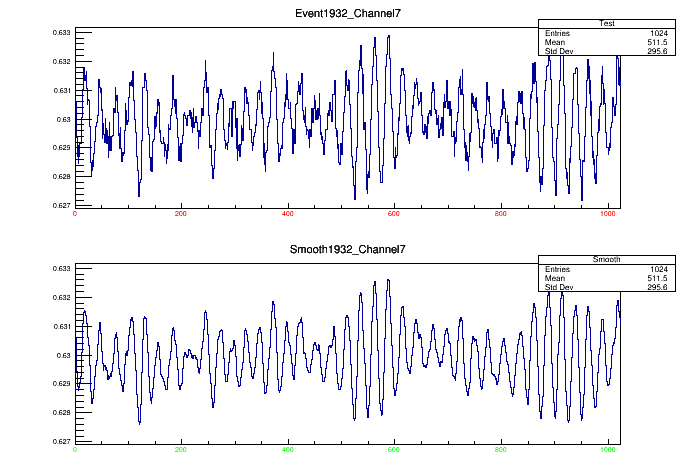 Event1932_Channel7
Test
Entries 1024
Mean 511.5
Std Dev 295.6
0.633
0.632
0.631
0.63
0.629
0.628
0.627
0 200 400 600 800 1000
Smooth1932_Channel7
Smooth
Entries 1024
Mean 511.5
Std Dev 295.6
0.633
0.632
0.631
0.63
0.629
0.628
0.627
0 200 400 600 800 1000